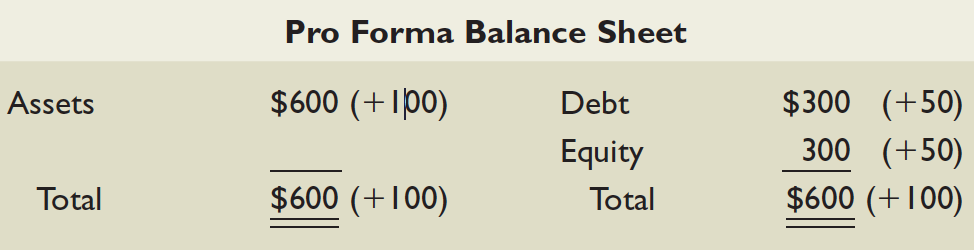 Pro Forma Balance Sheet
Assets $600 (+100) Debt $300 (+50)
Equity 300 (+50)
Total $600 (+100) Total $600 (+100)